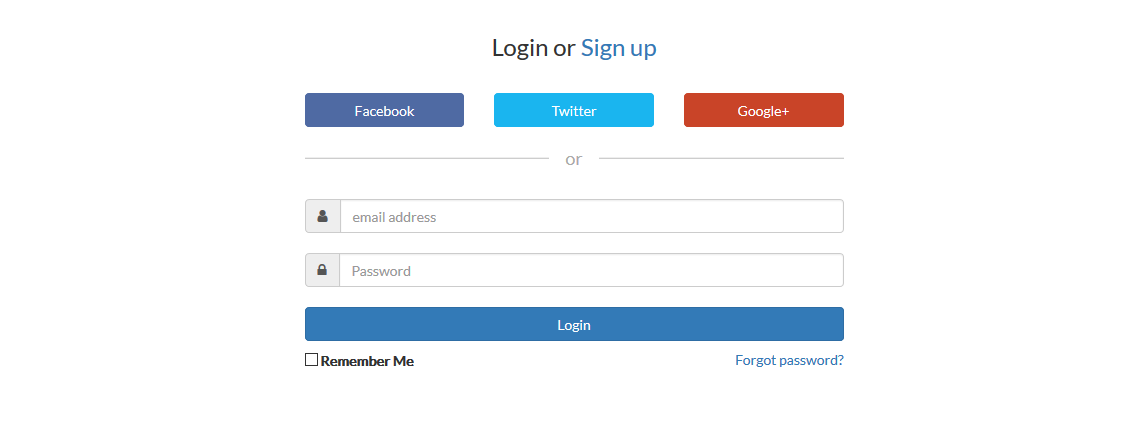 Login or Sign up
Facebook Twitter Google+
or
email address
Password
Login
Remember Me Forgot password?